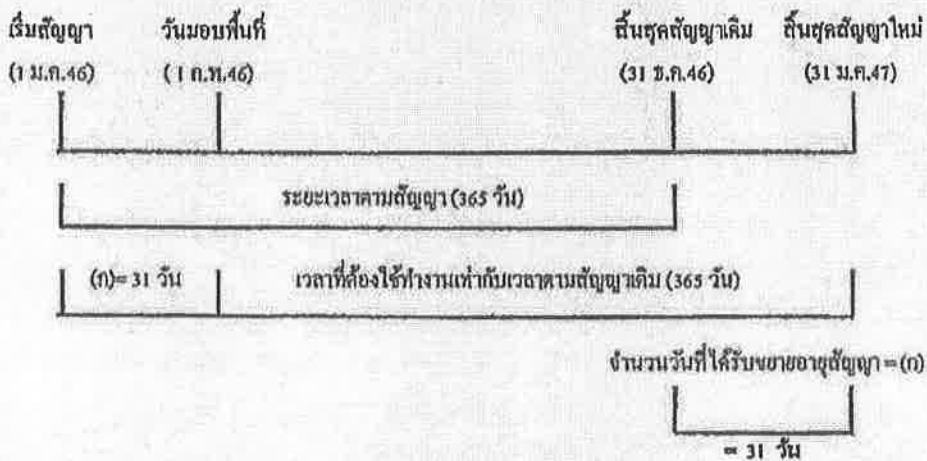 เริ่มสัญญา วันมอบพื้นที่ สิ้นสุดสัญญาเดิม สิ้นสุดสัญญาใหม่
(1 ม.ค.46) (1 ก.พ.46) (31 ธ.ค.46) (31 ม.ค.47)
ระยะเวลาตามสัญญา (365 วัน)
(ก)= 31 วัน เวลาที่ต้องใช้ทำงานเท่ากับเวลาตามสัญญาเดิม (365 วัน)
จำนวนวันที่ได้รับขยายอายุสัญญา = (ก)
= 31 วัน